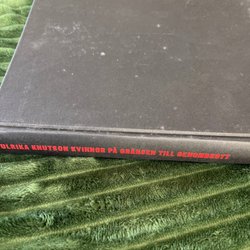 ULRIKA KNUTSON KVINNOR PÅ GRÄNSEN TILL GENOMBROTT